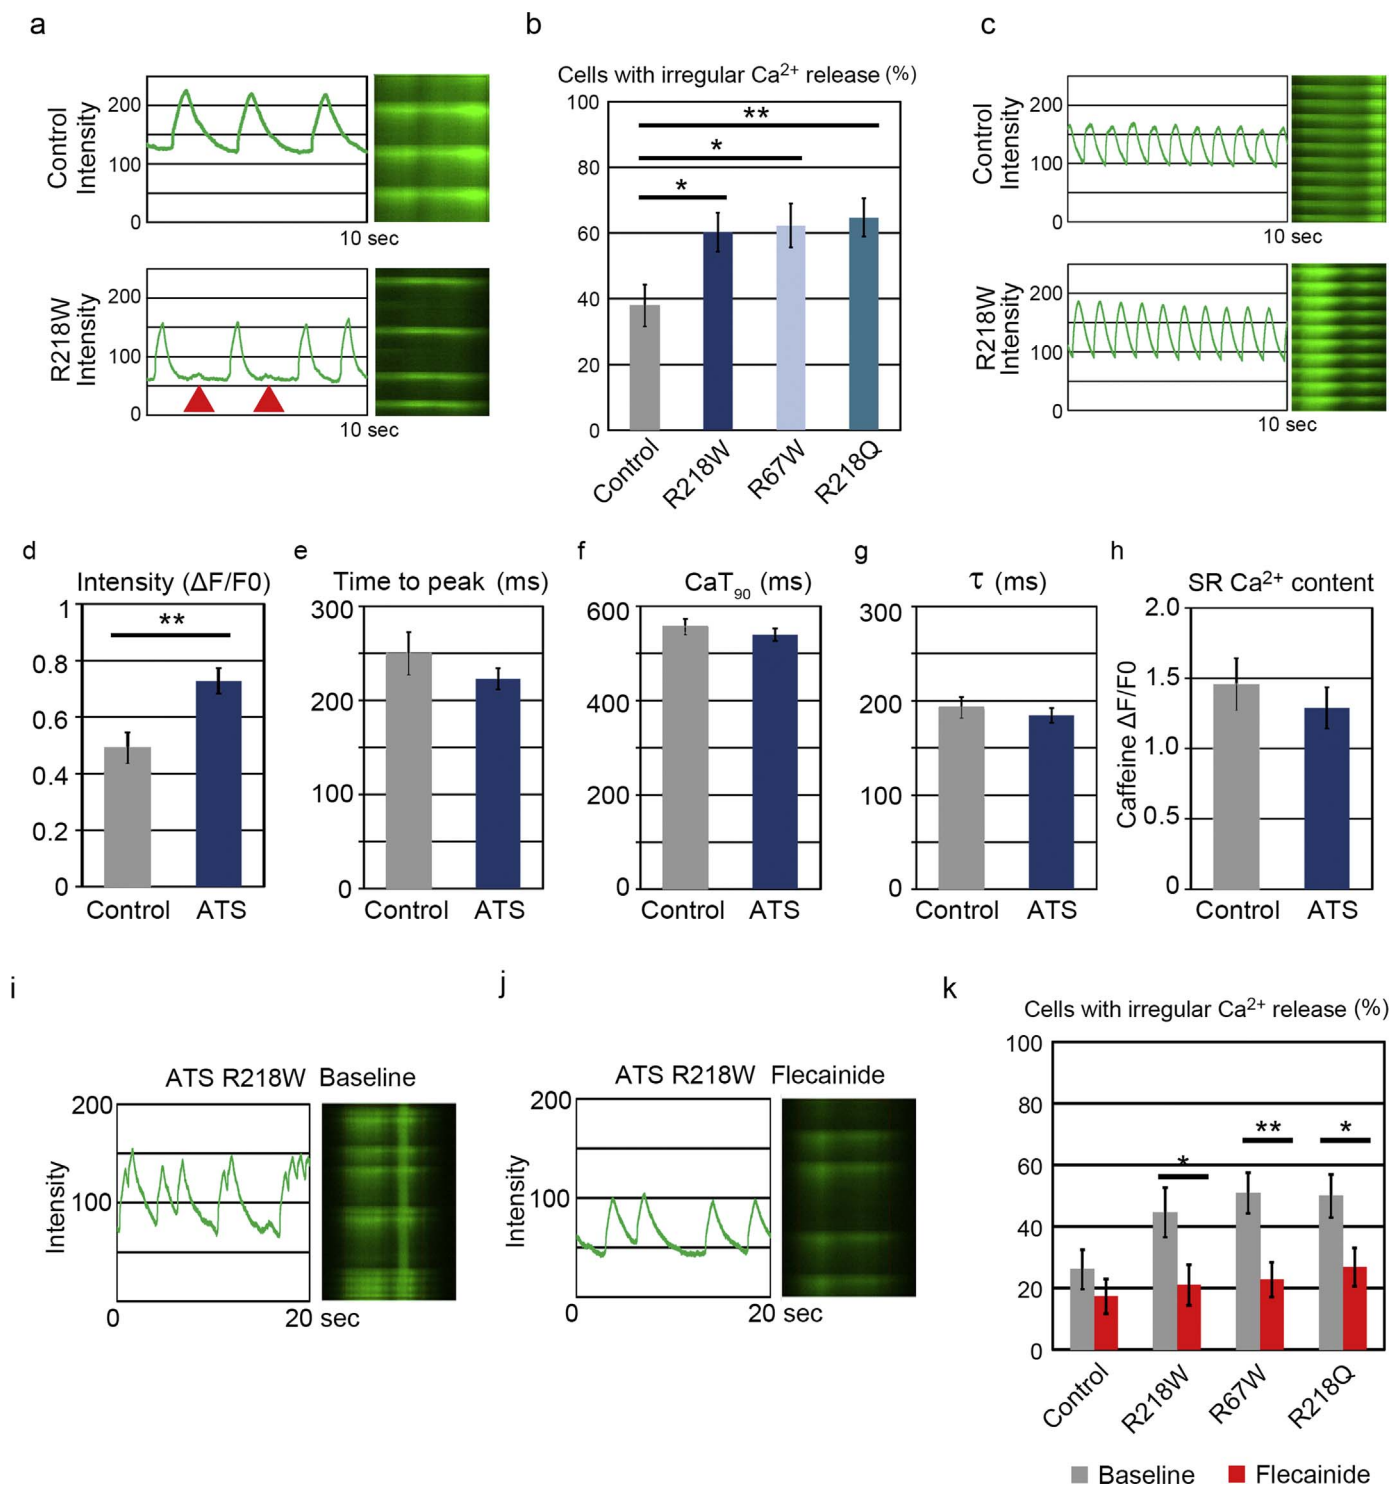 a
Control
Intensity
200
100
0
10 sec
R218W
Intensity
200
100
0
10 sec
b
Cells with irregular Ca²⁺ release (%)
100
80
60
40
20
0
**
*
*
Control
R218W
R67W
R218Q
c
Control
Intensity
200
100
0
10 sec
R218W
Intensity
200
100
0
10 sec
d
Intensity (ΔF/F0)
1
0.8
0.6
0.4
0.2
0
**
Control ATS
e
Time to peak (ms)
300
200
100
0
Control ATS
f
CaT₉₀ (ms)
600
400
200
0
Control ATS
g
τ (ms)
300
200
100
0
Control ATS
h
SR Ca²⁺ content
Caffeine ΔF/F0
2.0
1.5
1.0
0.5
0
Control ATS
i
ATS R218W Baseline
Intensity
200
100
0 20 sec
j
ATS R218W Flecainide
Intensity
200
100
0
0 20 sec
k
Cells with irregular Ca²⁺ release (%)
100
80
60
40
20
0
*
**
*
Control
R218W
R67W
R218Q
Baseline Flecainide